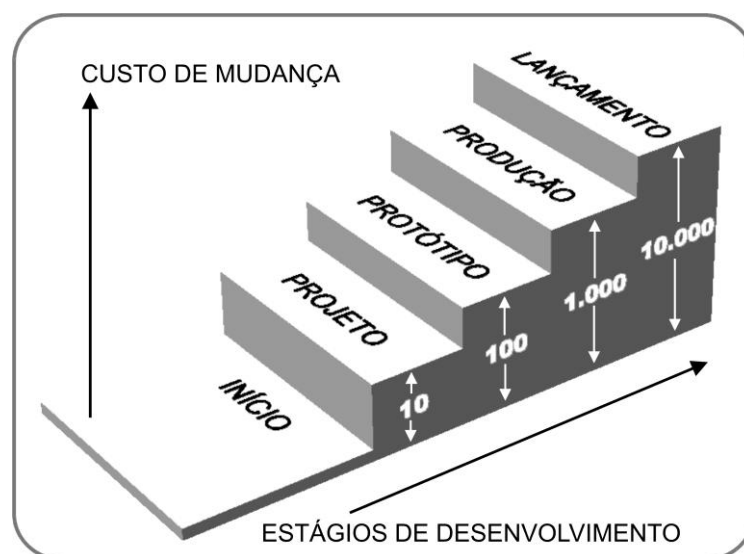 CUSTO DE MUDANÇA
LANÇAMENTO
PRODUÇÃO
PROTÓTIPO
PROJETO
INÍCIO
10
100
1.000
10.000
ESTÁGIOS DE DESENVOLVIMENTO